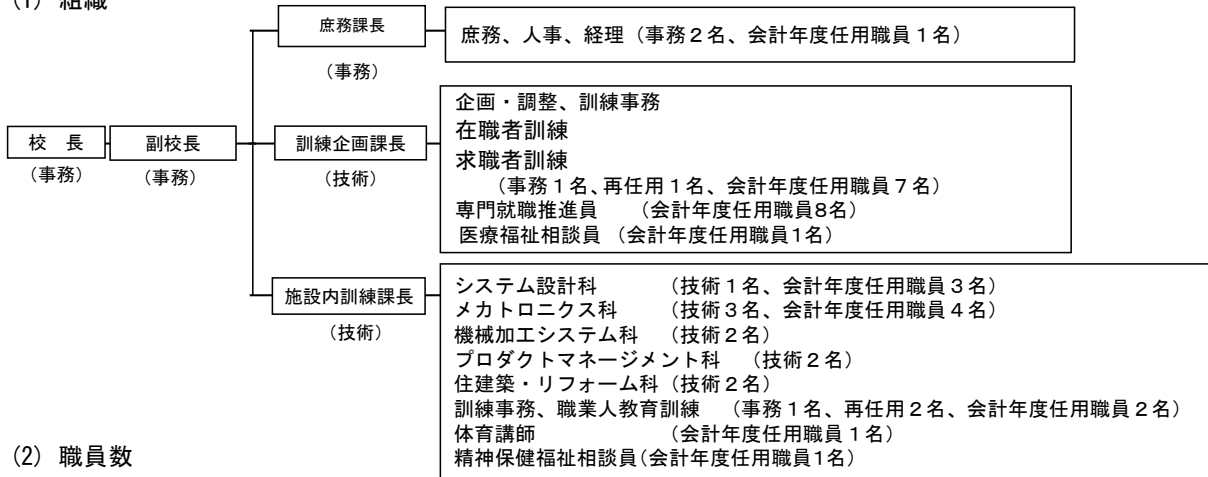 (1) 組織
庶務課長
(事務)
庶務、人事、経理（事務２名、会計年度任用職員１名）
校　長
(事務)
副校長
(事務)
訓練企画課長
(技術)
企画・調整、訓練事務
在職者訓練
求職者訓練
（事務１名、再任用１名、会計年度任用職員７名）
専門就職推進員　（会計年度任用職員8名）
医療福祉相談員　（会計年度任用職員1名）
施設内訓練課長
(技術)
システム設計科　（技術１名、会計年度任用職員３名）
メカトロニクス科　（技術３名、会計年度任用職員４名）
機械加工システム科　（技術２名）
プロダクトマネージメント科　（技術２名）
住建築・リフォーム科（技術２名）
訓練事務、職業人教育訓練　（事務１名、再任用２名、会計年度任用職員２名）
体育講師　（会計年度任用職員１名）
精神保健福祉相談員(会計年度任用職員1名）
(2) 職員数